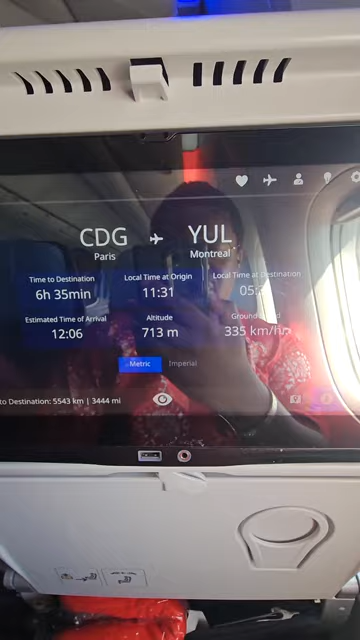 CDG YUL
Paris Montreal
Time to Destination Local Time at Origin Local Time at Destination
6h 35min 11:31
Estimated Time of Arrival Altitude
12:06 713 m 335 km/hr
Metric Imperial
to Destination: 5543 km | 3444 mi